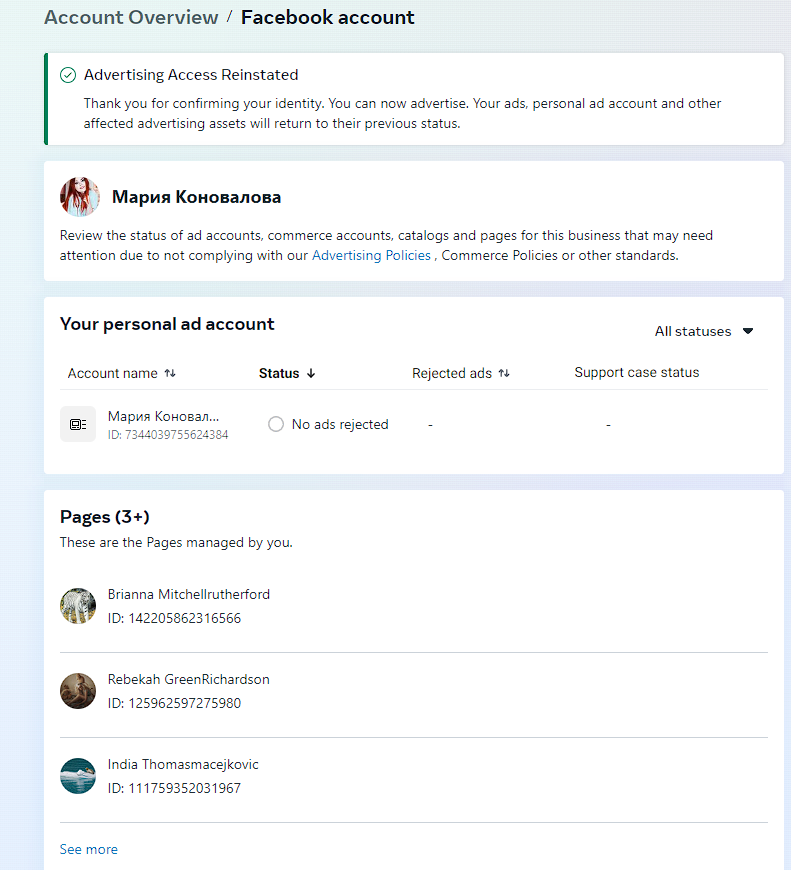 Account Overview / Facebook account
Advertising Access Reinstated
Thank you for confirming your identity. You can now advertise. Your ads, personal ad account and other
affected advertising assets will return to their previous status.
Мария Коновалова
Review the status of ad accounts, commerce accounts, catalogs and pages for this business that may need
attention due to not complying with our Advertising Policies , Commerce Policies or other standards.
Your personal ad account
All statuses
Account name Status Rejected ads Support case status
Мария Коновал... No ads rejected - -
ID: 7344039755624384
Pages (3+)
These are the Pages managed by you.
Brianna Mitchellrutherford
ID: 142205862316566
Rebekah GreenRichardson
ID: 125962597275980
India Thomasmacejkovic
ID: 111759352031967
See more